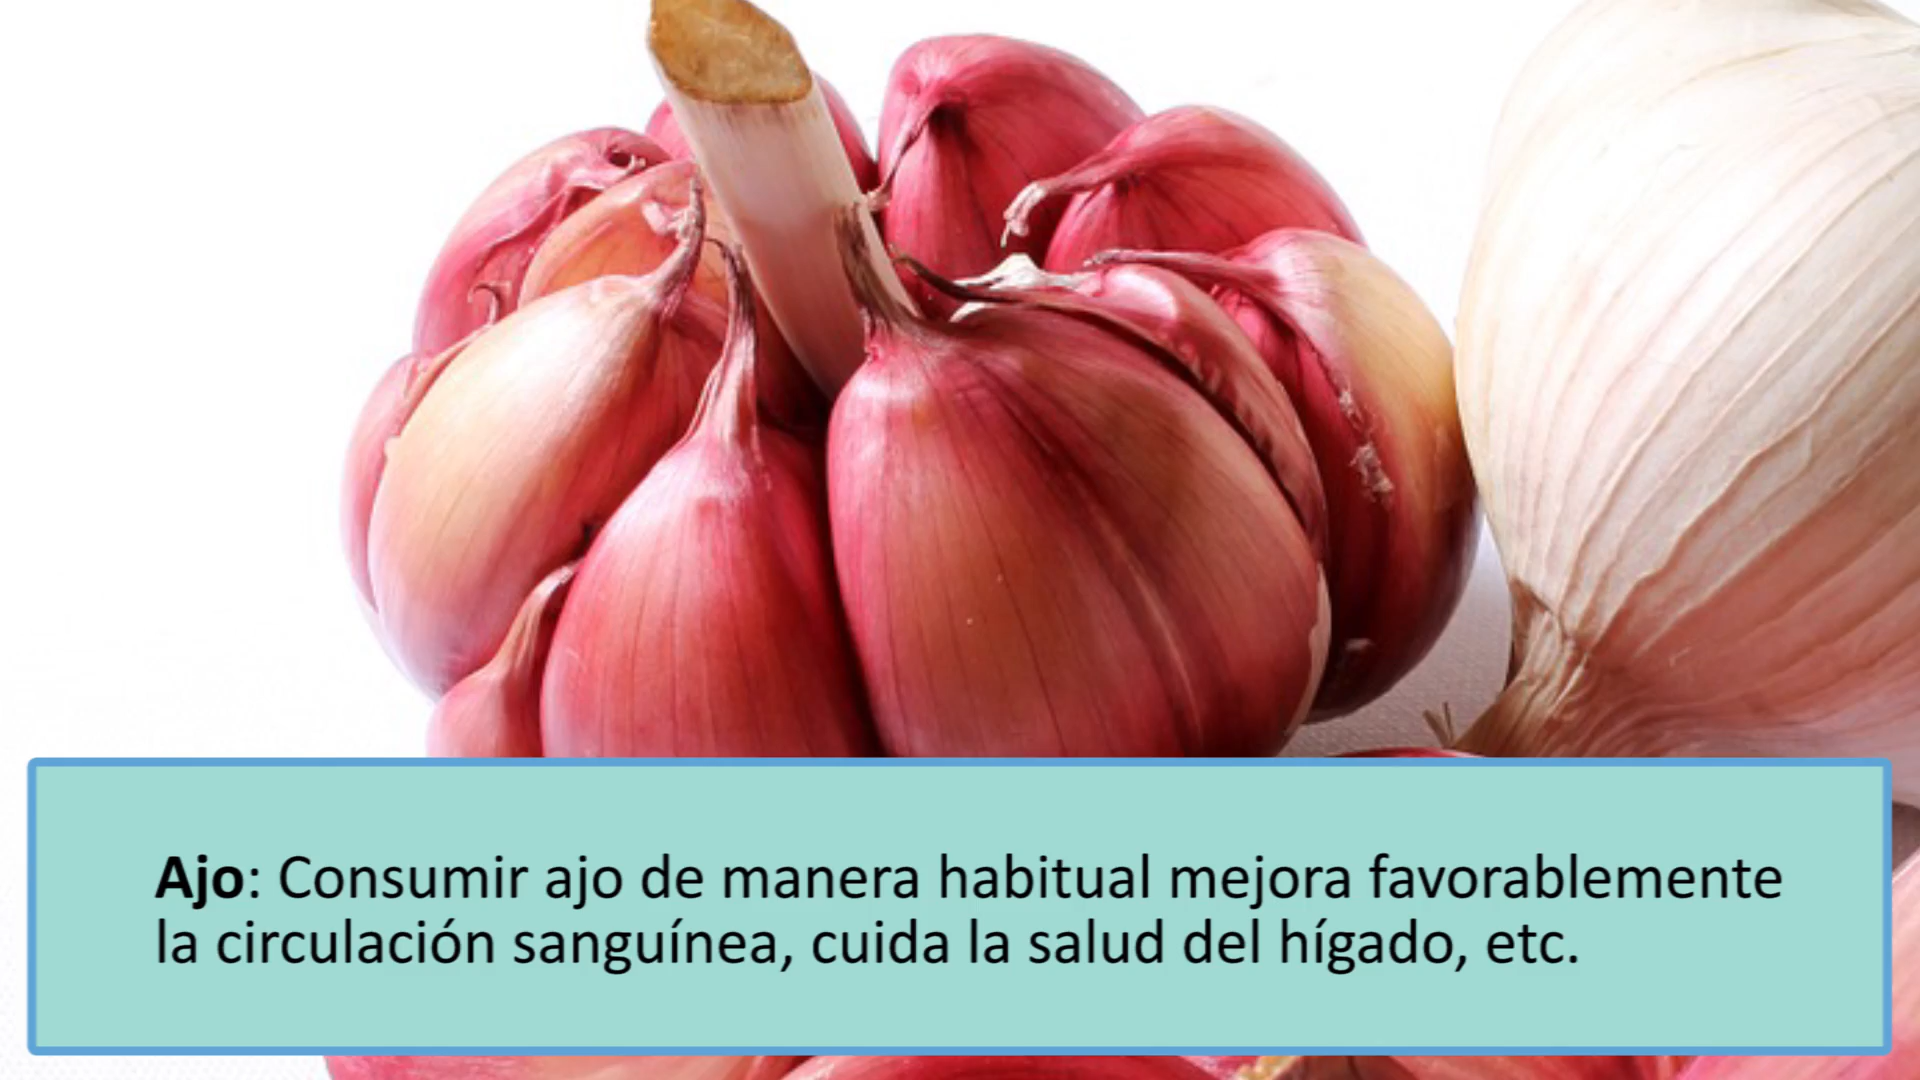 Ajo: Consumir ajo de manera habitual mejora favorablemente
la circulación sanguínea, cuida la salud del hígado, etc.